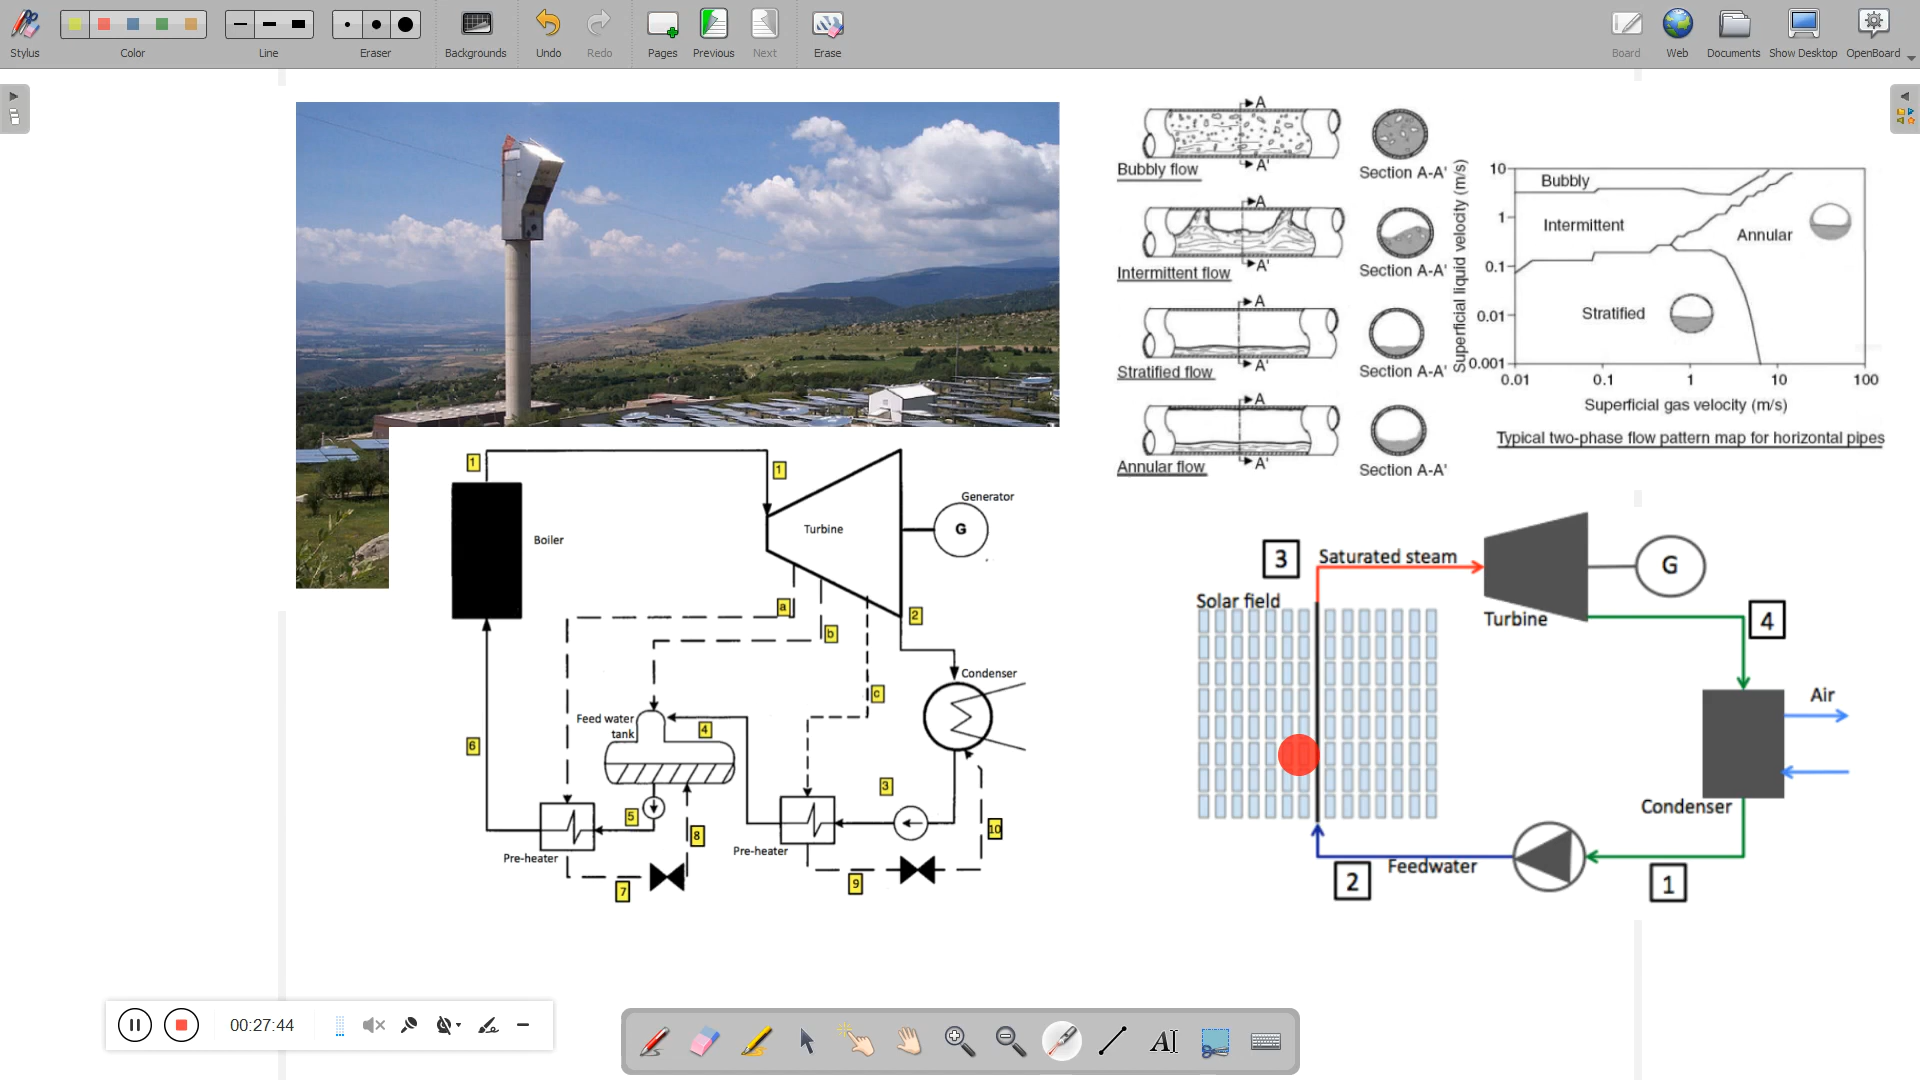 Stylus
Color
Line
Eraser
Backgrounds
Undo
Redo
Pages
Previous
Next
Erase
Board
Web
Documents
Show Desktop
OpenBoard
A
A'
Bubbly flow
Section A-A'
A
A'
Intermittent flow
Section A-A'
A
A'
Stratified flow
Section A-A'
A
A'
Annular flow
Section A-A'
Superficial liquid velocity (m/s)
10
1
0.1
0.01
0.001
Bubbly
Intermittent
Annular
Stratified
0.01
0.1
1
10
100
Superficial gas velocity (m/s)
Typical two-phase flow pattern map for horizontal pipes
1
1
Boiler
Turbine
Generator
G
a
b
2
c
Condenser
Feed water
tank
4
6
3
5
8
10
Pre-heater
Pre-heater
7
9
3
Saturated steam
G
Solar field
Turbine
4
Air
Condenser
Feedwater
2
1
00:27:44
A